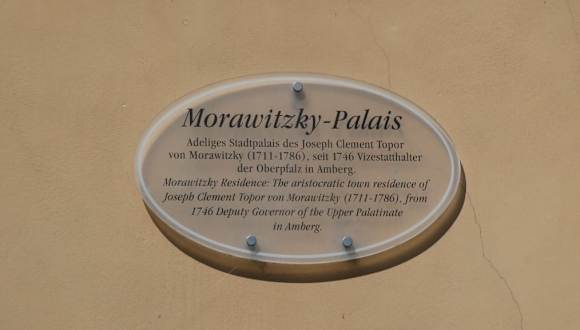 Morawitzky-Palais
Adeliges Stadtpalais des Joseph Clement Topor
von Morawitzky (1711-1786), seit 1746 Vizestatthalter
der Oberpfalz in Amberg.
Morawitzky Residence: The aristocratic town residence of
Joseph Clement Topor von Morawitzky (1711-1786), from
1746 Deputy Governor of the Upper Palatinate
in Amberg.